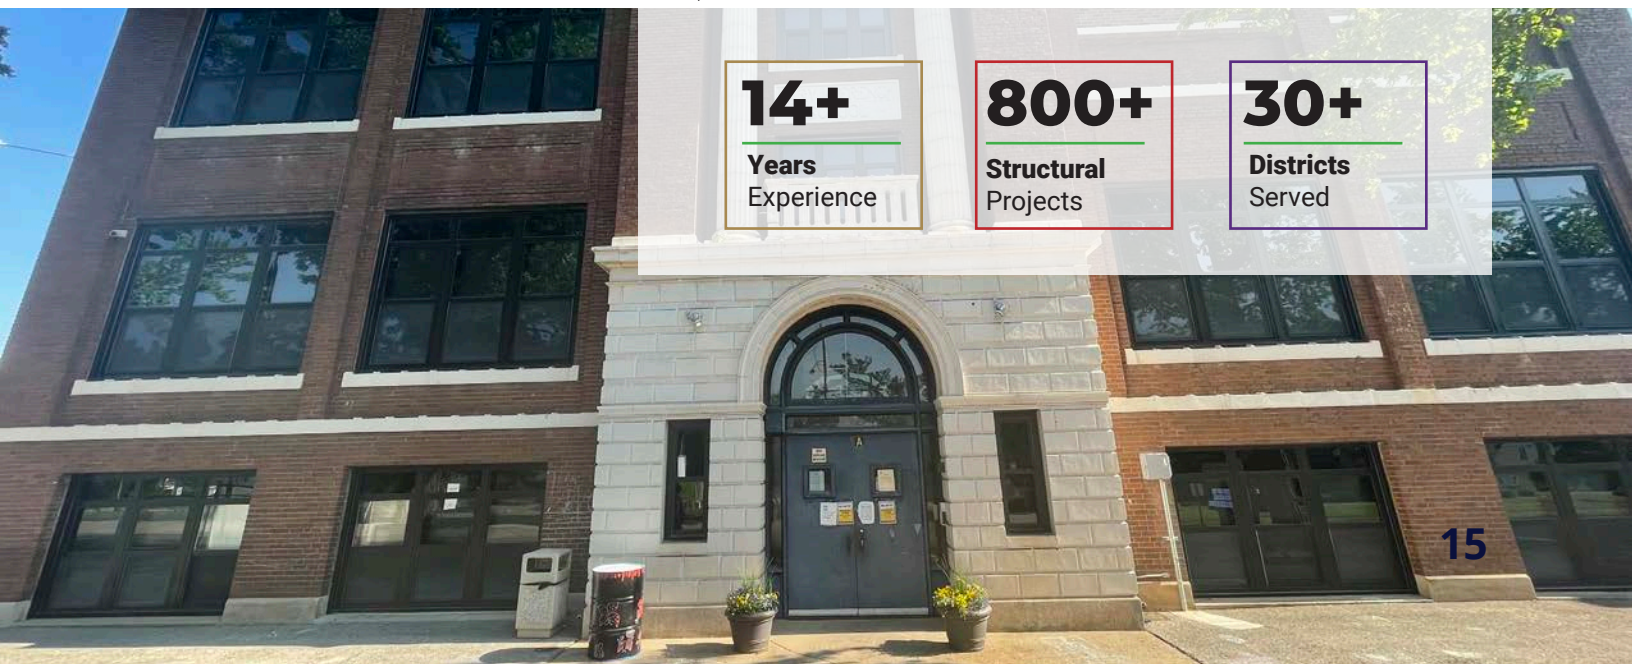 14+
Years
Experience
800+
Structural
Projects
30+
Districts
Served
A
15